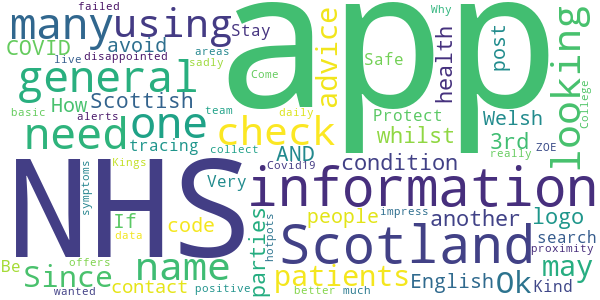 failed
many using app
Stay
looking
COVID
avoid
areas
disappointed
live
sadly
Why
advice
health
post
Safe
general
Come
How
Scottish
basic
alerts
team
daily
Protect
College
need one check
Welsh
3rd
whilst
tracing
collect
AND
Covid19
really
ZOE
NHS information
Kings
condition
symptoms
Very
If
code
parties
people
another
logo
impress
data
hotpots
Scotland
search
proximity
Be
Since
offers
name
patients
English
Ok
may
Kind
contact
positive
wanted
better
much